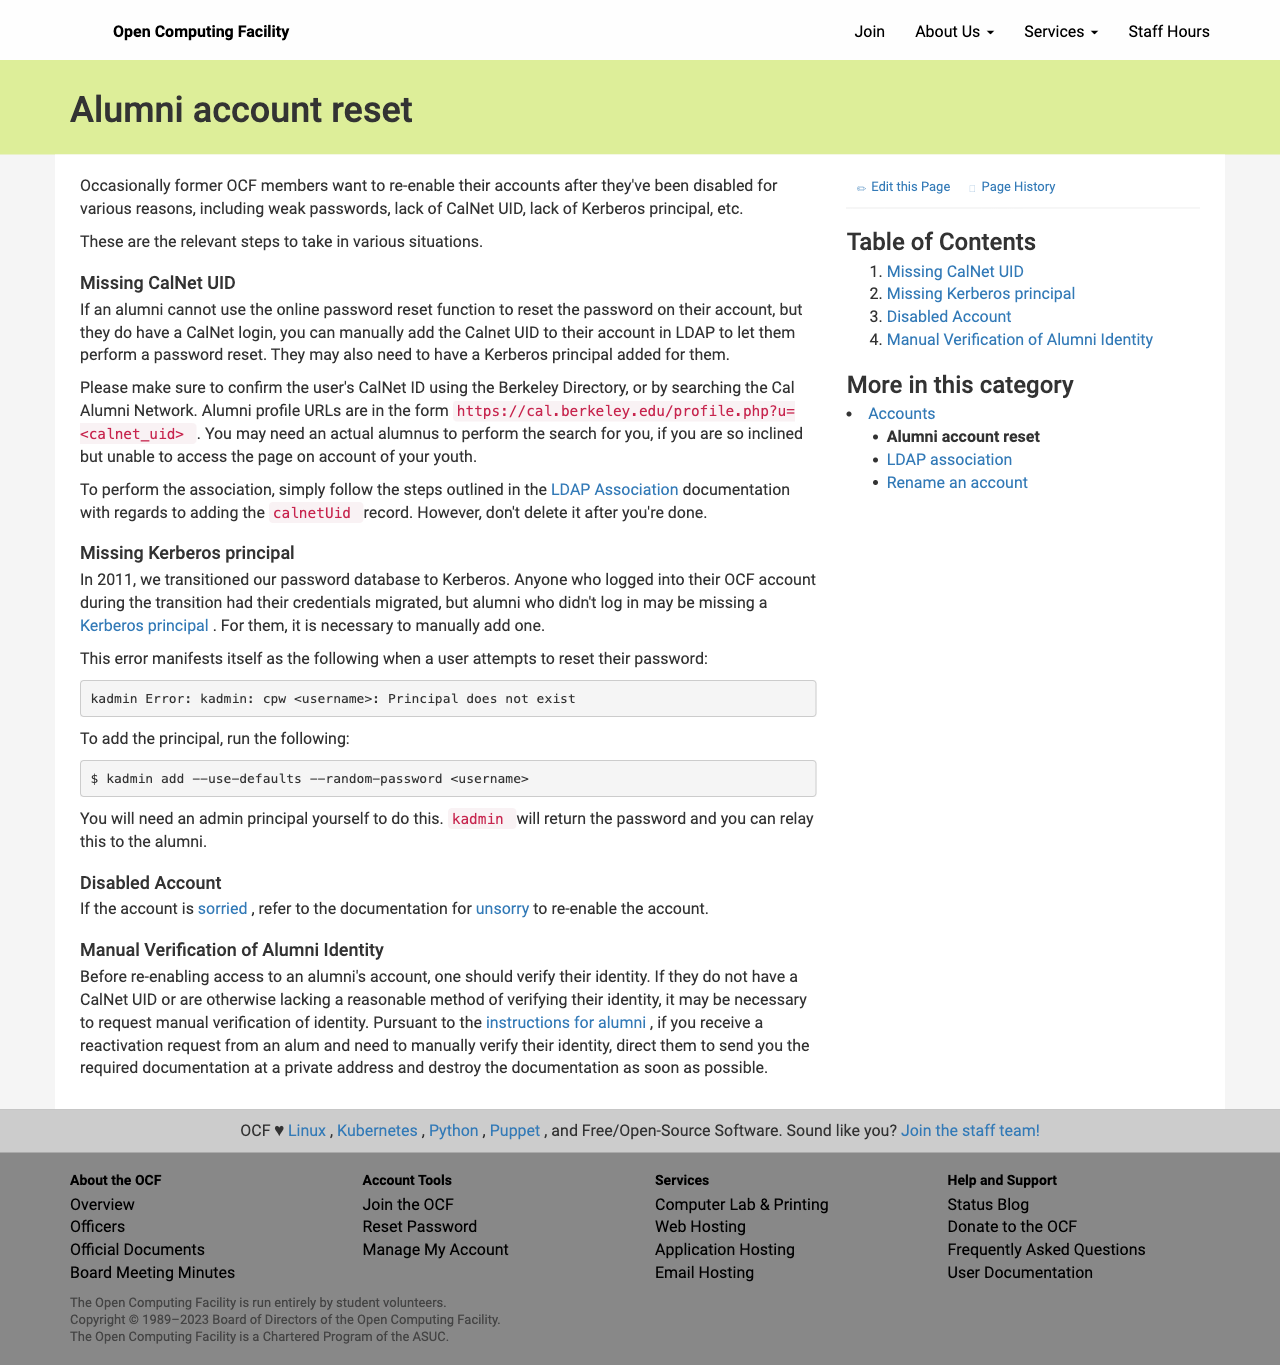 Open Computing Facility
Join
About Us
Services
Staff Hours
Alumni account reset
Occasionally former OCF members want to re-enable their accounts after they've been disabled for
various reasons, including weak passwords, lack of CalNet UID, lack of Kerberos principal, etc.
These are the relevant steps to take in various situations.
Missing CalNet UID
If an alumni cannot use the online password reset function to reset the password on their account, but
they do have a CalNet login, you can manually add the Calnet UID to their account in LDAP to let them
perform a password reset. They may also need to have a Kerberos principal added for them.
Please make sure to confirm the user's CalNet ID using the Berkeley Directory, or by searching the Cal
Alumni Network. Alumni profile URLs are in the form https://cal.berkeley.edu/profile.php?u=
<calnet_uid> . You may need an actual alumnus to perform the search for you, if you are so inclined
but unable to access the page on account of your youth.
To perform the association, simply follow the steps outlined in the LDAP Association documentation
with regards to adding the calnetUid record. However, don't delete it after you're done.
Missing Kerberos principal
In 2011, we transitioned our password database to Kerberos. Anyone who logged into their OCF account
during the transition had their credentials migrated, but alumni who didn't log in may be missing a
Kerberos principal . For them, it is necessary to manually add one.
This error manifests itself as the following when a user attempts to reset their password:
kadmin Error: kadmin: cpw <username>: Principal does not exist
To add the principal, run the following:
$ kadmin add --use-defaults --random-password <username>
You will need an admin principal yourself to do this. kadmin will return the password and you can relay
this to the alumni.
Disabled Account
If the account is sorried , refer to the documentation for unsorry to re-enable the account.
Manual Verification of Alumni Identity
Before re-enabling access to an alumni's account, one should verify their identity. If they do not have a
CalNet UID or are otherwise lacking a reasonable method of verifying their identity, it may be necessary
to request manual verification of identity. Pursuant to the instructions for alumni , if you receive a
reactivation request from an alum and need to manually verify their identity, direct them to send you the
required documentation at a private address and destroy the documentation as soon as possible.
✏ Edit this Page
Page History
Table of Contents
1. Missing CalNet UID
2. Missing Kerberos principal
3. Disabled Account
4. Manual Verification of Alumni Identity
More in this category
• Accounts
• Alumni account reset
• LDAP association
• Rename an account
OCF ♥ Linux , Kubernetes , Python , Puppet , and Free/Open-Source Software. Sound like you? Join the staff team!
About the OCF
Overview
Officers
Official Documents
Board Meeting Minutes
Account Tools
Join the OCF
Reset Password
Manage My Account
Services
Computer Lab & Printing
Web Hosting
Application Hosting
Email Hosting
Help and Support
Status Blog
Donate to the OCF
Frequently Asked Questions
User Documentation
The Open Computing Facility is run entirely by student volunteers.
Copyright © 1989–2023 Board of Directors of the Open Computing Facility.
The Open Computing Facility is a Chartered Program of the ASUC.